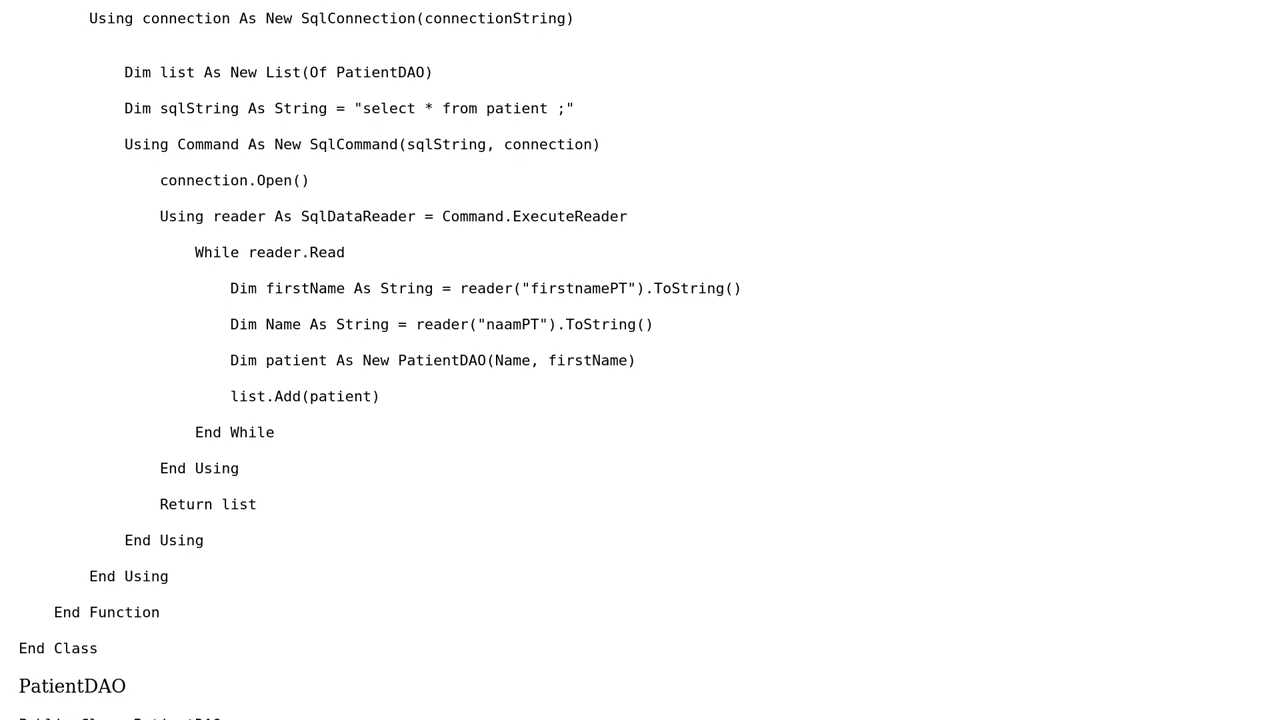 Using connection As New SqlConnection(connectionString)
Dim list As New List(Of PatientDAO)
Dim sqlString As String = "select * from patient ;"
Using Command As New SqlCommand(sqlString, connection)
connection.Open()
Using reader As SqlDataReader = Command.ExecuteReader
While reader.Read
Dim firstName As String = reader("firstnamePT").ToString()
Dim Name As String = reader("naamPT").ToString()
Dim patient As New PatientDAO(Name, firstName)
list.Add(patient)
End While
End Using
Return list
End Using
End Using
End Function
End Class
PatientDAO